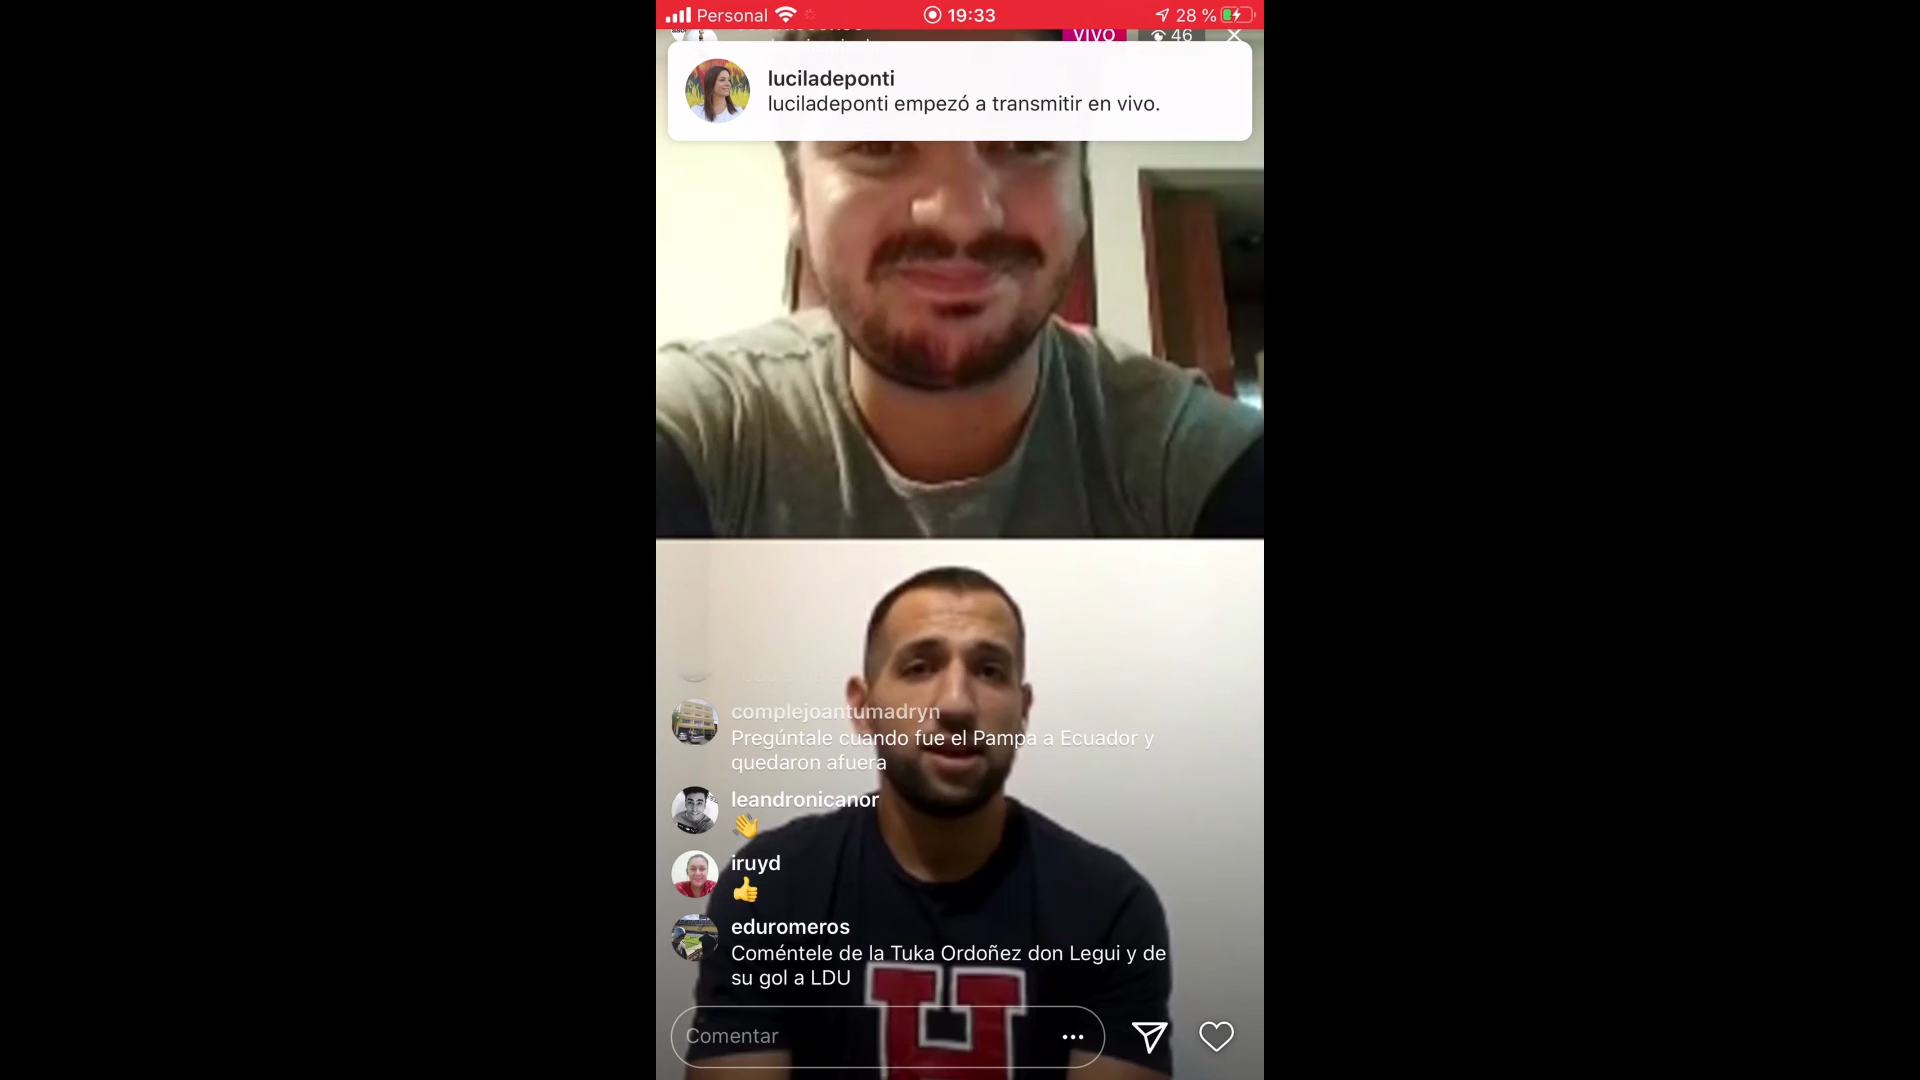 Personal 19:33 28 %
VIVO 46
luciladeponti
luciladeponti empezó a transmitir en vivo.
complejoantumadryn
Pregúntale cuando fue el Pampa a Ecuador y
quedaron afuera
leandronicanor
iruyd
eduromeros
Coméntele de la Tuka Ordoñez don Legui y de
su gol a LDU
Comentar